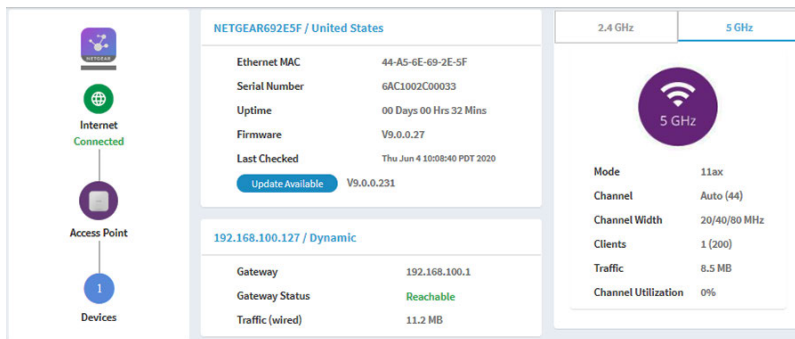 NETGEAR
Internet
Connected
Access Point
1
Devices
NETGEAR692E5F / United States
Ethernet MAC 44-A5-6E-69-2E-5F
Serial Number 6AC1002C00033
Uptime 00 Days 00 Hrs 32 Mins
Firmware V9.0.0.27
Last Checked Thu Jun 4 10:08:40 PDT 2020
Update Available V9.0.0.231
192.168.100.127 / Dynamic
Gateway 192.168.100.1
Gateway Status Reachable
Traffic (wired) 11.2 MB
2.4 GHz 5 GHz
5 GHz
Mode 11ax
Channel Auto (44)
Channel Width 20/40/80 MHz
Clients 1 (200)
Traffic 8.5 MB
Channel Utilization 0%